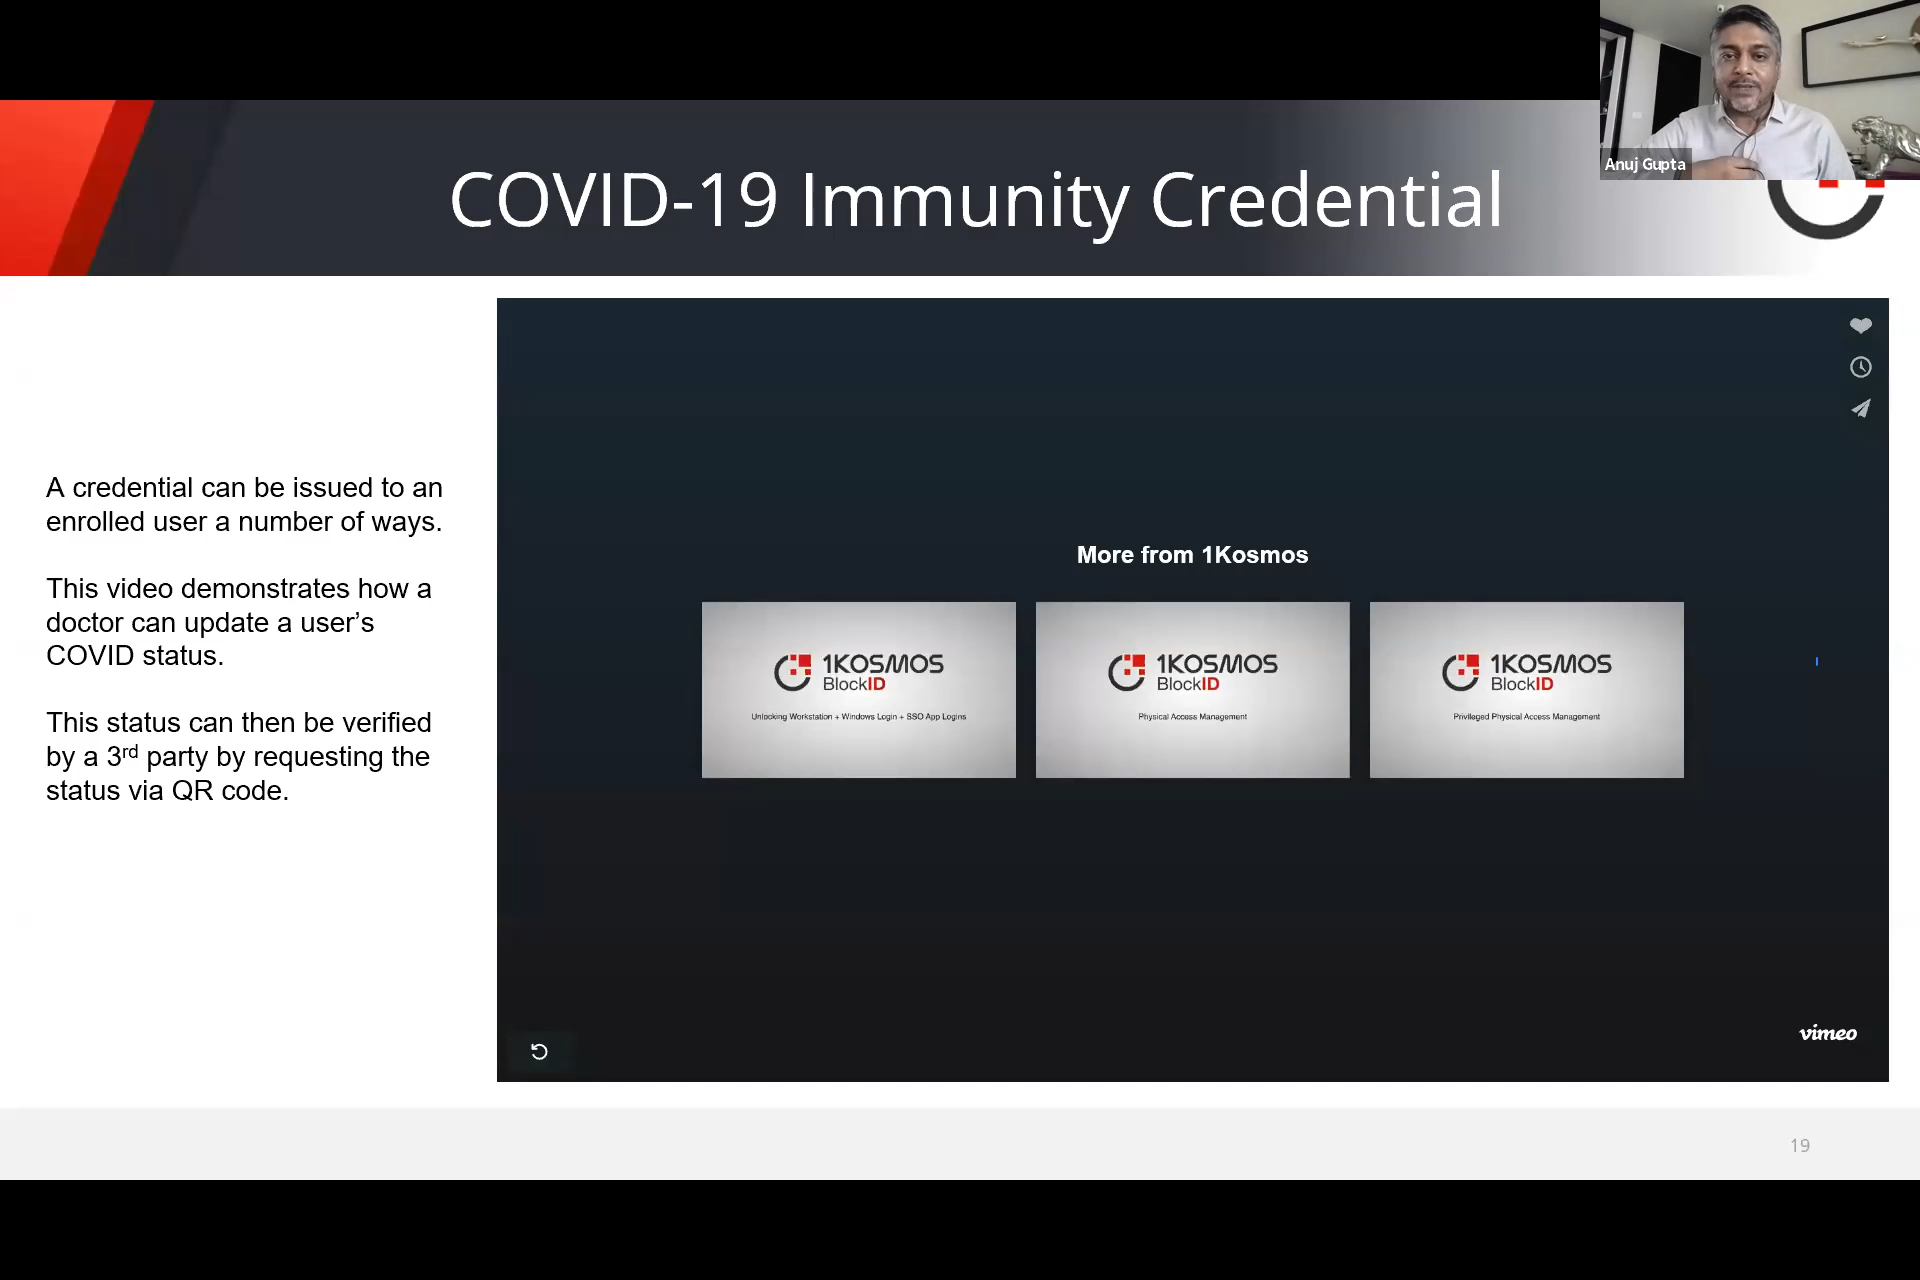 Anuj Gupta
COVID-19 Immunity Credential
A credential can be issued to an
enrolled user a number of ways.
This video demonstrates how a
doctor can update a user’s
COVID status.
This status can then be verified
by a 3rd party by requesting the
status via QR code.
More from 1Kosmos
1KOSMOS
BlockID
Unlocking Workstation + Windows Login + SSO App Logins
1KOSMOS
BlockID
Physical Access Management
1KOSMOS
BlockID
Privileged Physical Access Management
vimeo
19